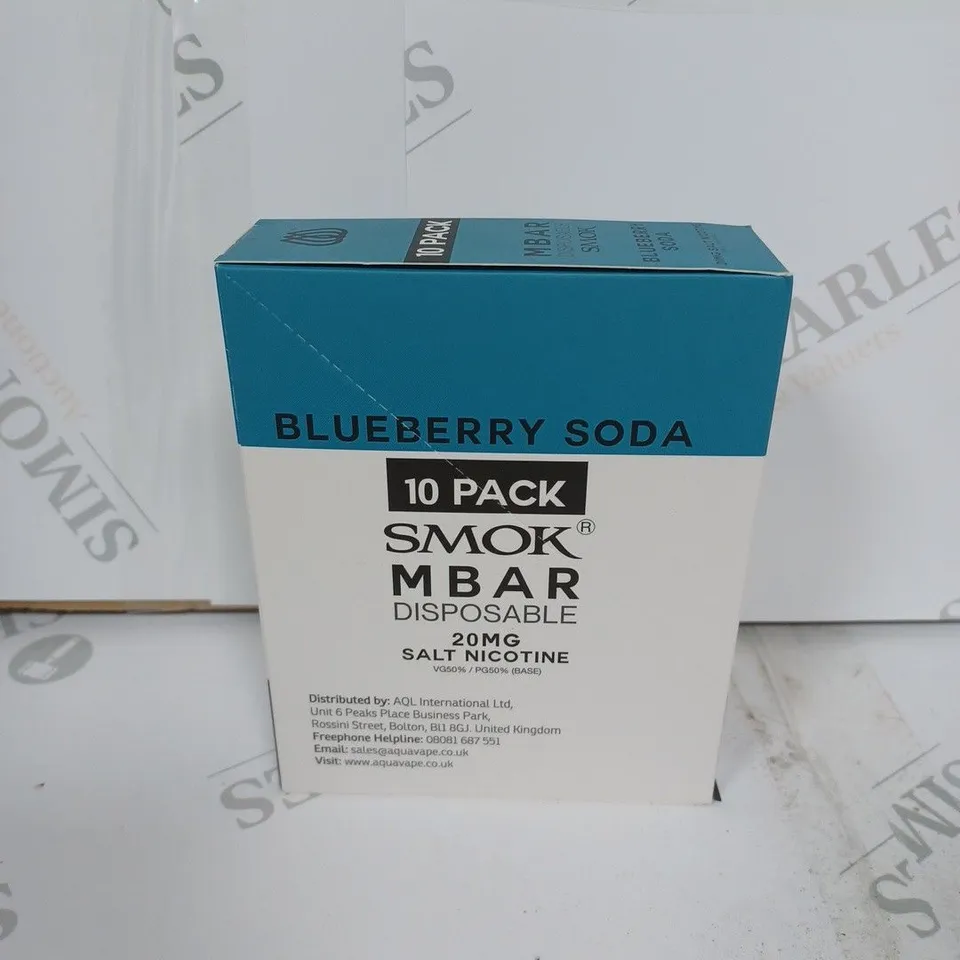 10 PACK
MBAR
DISPOSABLE
SMOK
BLUEBERRY
SODA
BLUEBERRY SODA
10 PACK
SMOK®
MBAR
DISPOSABLE
20MG
SALT NICOTINE
VG50% / PG50% (BASE)
Distributed by: AQL International Ltd,
Unit 6 Peaks Place Business Park,
Rossini Street, Bolton, BL1 8GJ. United Kingdom
Freephone Helpline: 08081 687 551
Email: sales@aquavape.co.uk
Visit: www.aquavape.co.uk